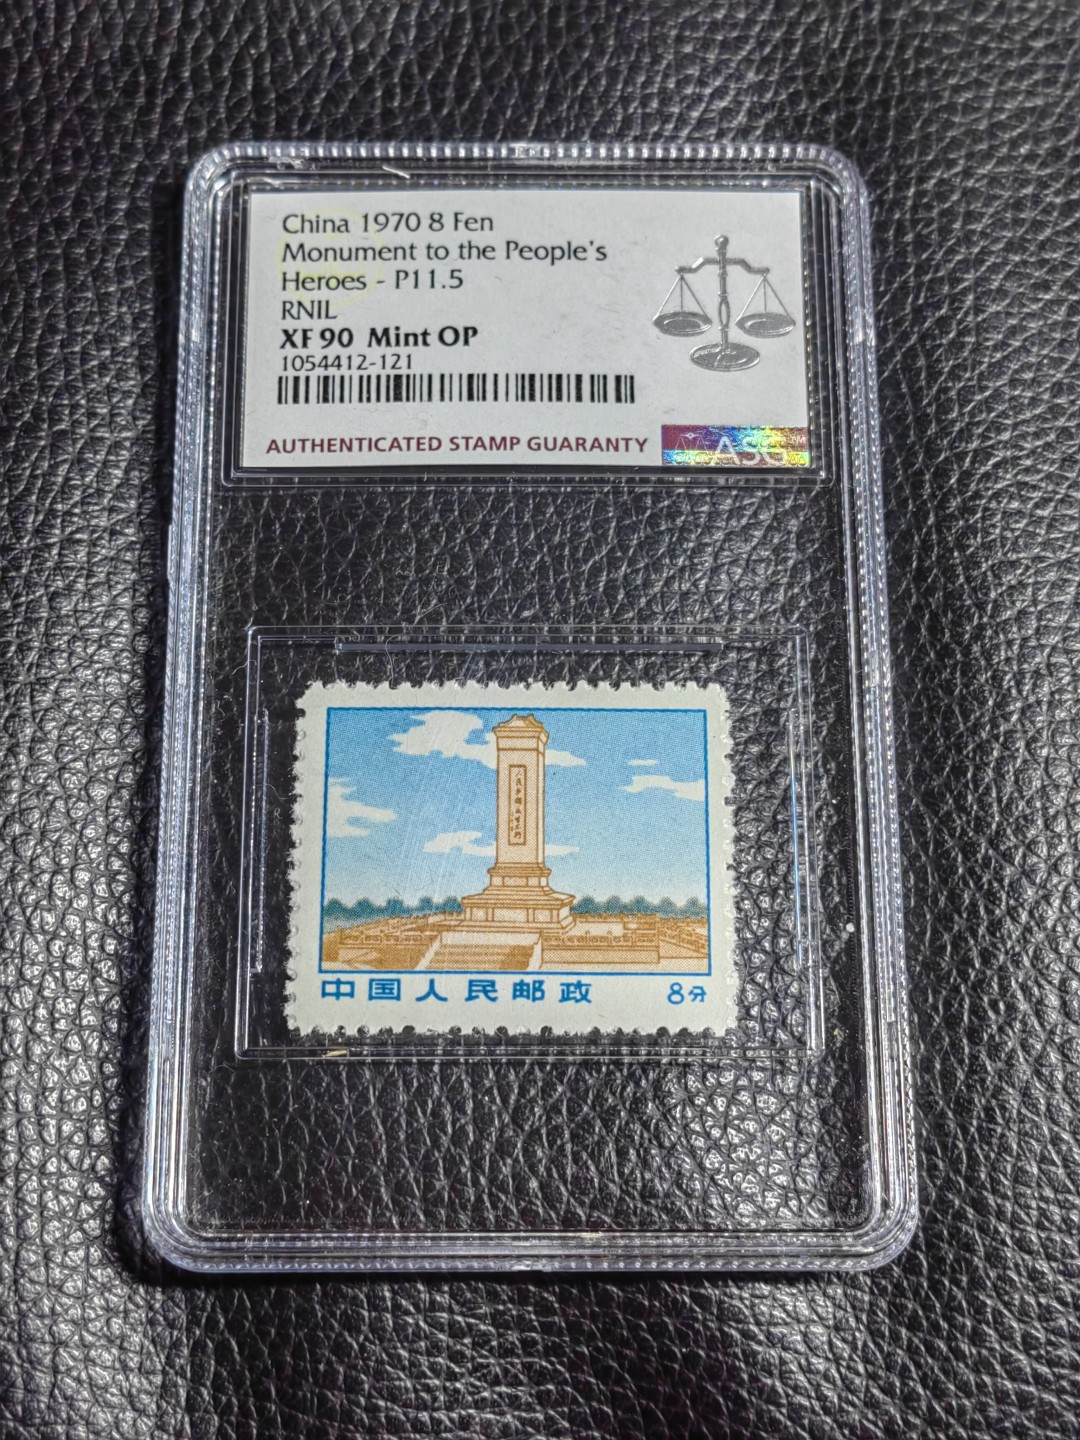 China 1970 8 Fen
Monument to the People's
Heroes - P11.5
RNIL
XF 90 Mint OP
1054412-121
AUTHENTICATED STAMP GUARANTY
ASG™
中国人民邮政 8分